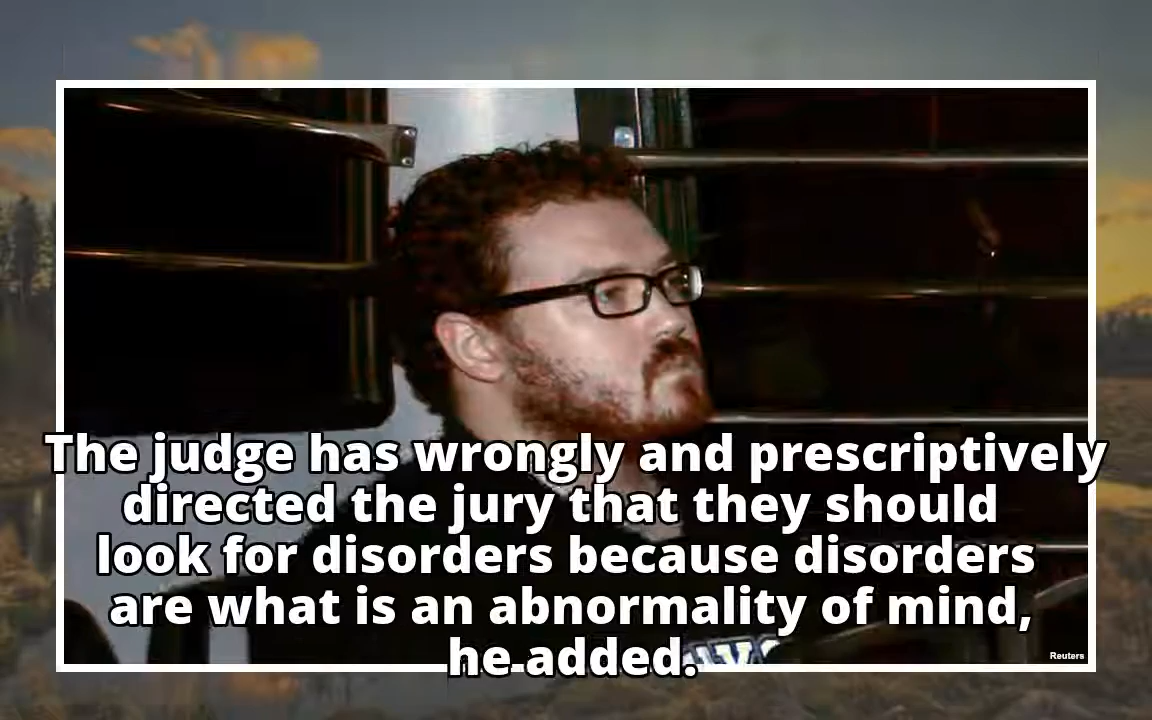 The judge has wrongly and prescriptively
directed the jury that they should
look for disorders because disorders
are what is an abnormality of mind,
he added.
Reuters